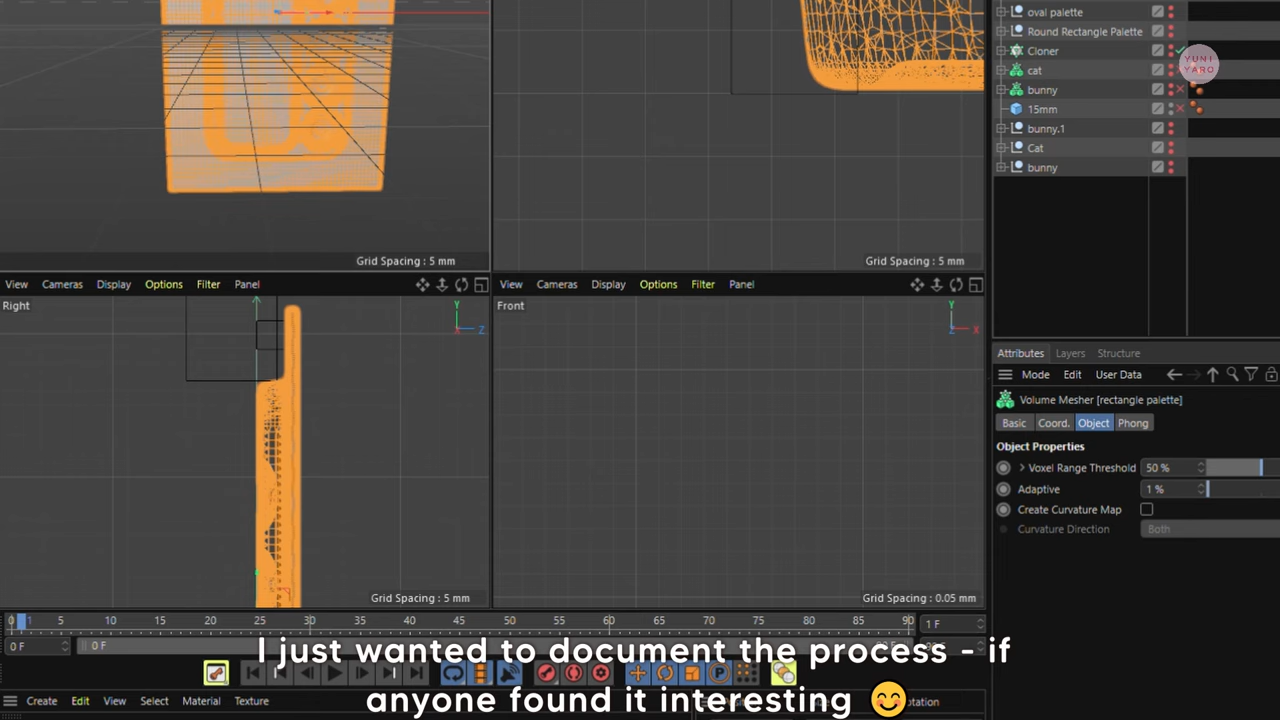 oval palette
Round Rectangle Palette
Cloner
cat
bunny
15mm
bunny.1
Cat
bunny
YUNI
YARO
Grid Spacing : 5 mm
Grid Spacing : 5 mm
View Cameras Display Options Filter Panel
View Cameras Display Options Filter Panel
Right
Y
X Z
Front
Y
Z X
Grid Spacing : 5 mm
Grid Spacing : 0.05 mm
Attributes Layers Structure
Mode Edit User Data
Volume Mesher [rectangle palette]
Basic Coord. Object Phong
Object Properties
Voxel Range Threshold 50 %
Adaptive 1 %
Create Curvature Map
Curvature Direction Both
0 1 5 10 15 20 25 30 35 40 45 50 55 60 65 70 75 80 85 90
1 F
0 F 0 F
I just wanted to document the process - if
anyone found it interesting 😊
Create Edit View Select Material Texture